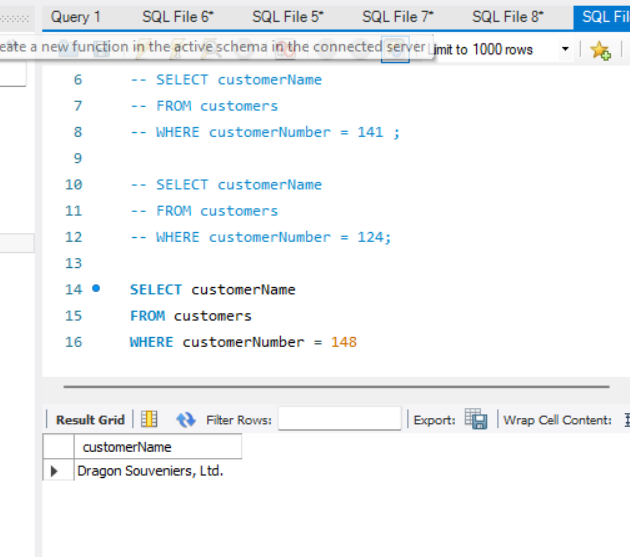 Query 1 SQL File 6* SQL File 5* SQL File 7* SQL File 8* SQL Fil
eate a new function in the active schema in the connected server imit to 1000 rows
6 -- SELECT customerName
7 -- FROM customers
8 -- WHERE customerNumber = 141 ;
9
10 -- SELECT customerName
11 -- FROM customers
12 -- WHERE customerNumber = 124;
13
14 SELECT customerName
15 FROM customers
16 WHERE customerNumber = 148
Result Grid Filter Rows: Export: Wrap Cell Content:
customerName
Dragon Souveniers, Ltd.